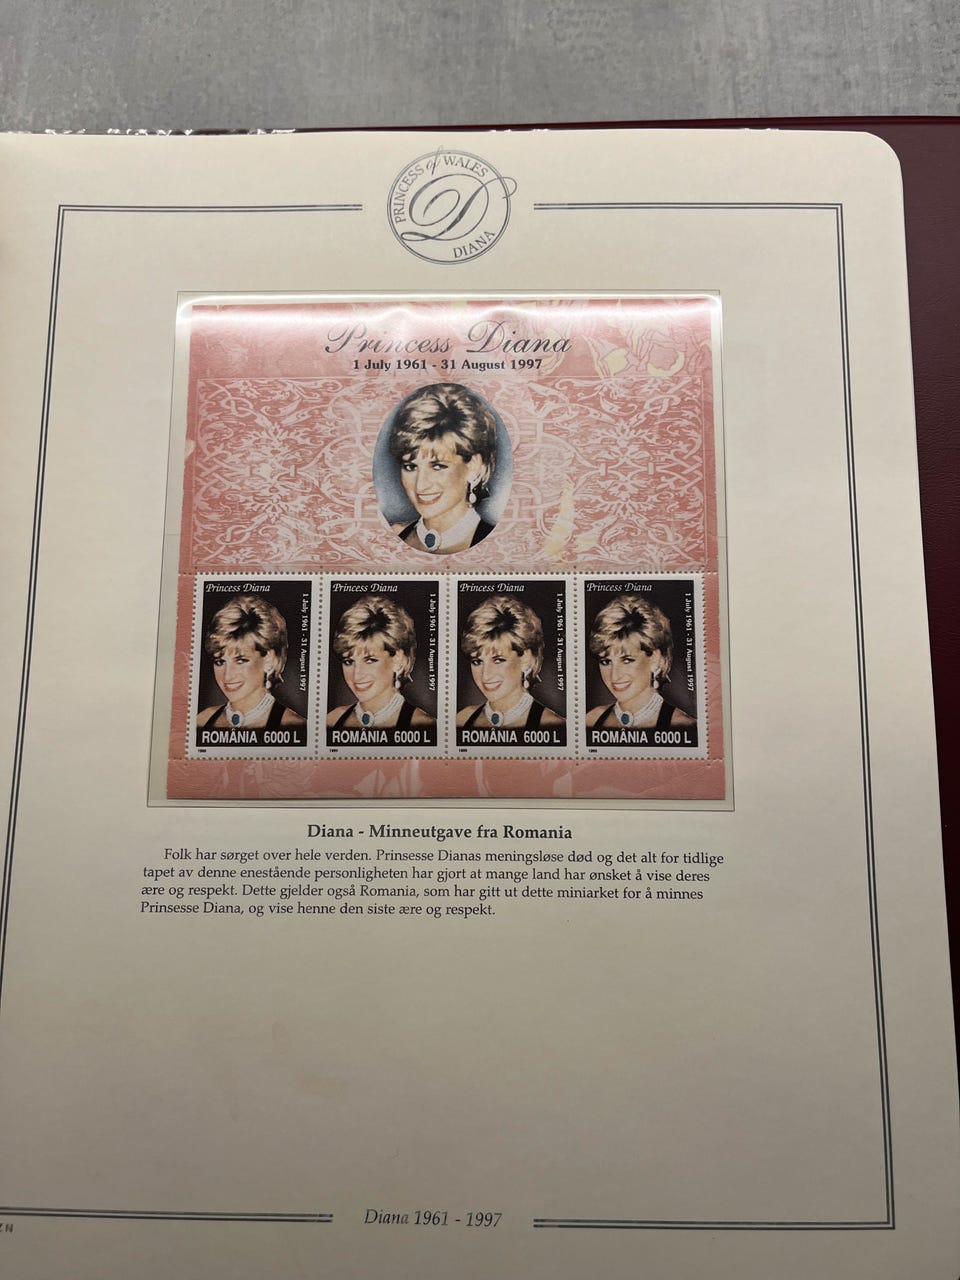 PRINCESS of WALES
D
DIANA
Princess Diana
1 July 1961 - 31 August 1997
Princess Diana
1 July 1961 - 31 August 1997
ROMÂNIA 6000 L
1999
Princess Diana
1 July 1961 - 31 August 1997
ROMÂNIA 6000 L
1999
Princess Diana
1 July 1961 - 31 August 1997
ROMÂNIA 6000 L
1999
Princess Diana
1 July 1961 - 31 August 1997
ROMÂNIA 6000 L
1999
Diana - Minneutgave fra Romania
Folk har sørget over hele verden. Prinsesse Dianas meningsløse død og det alt for tidlige
tapet av denne enestående personligheten har gjort at mange land har ønsket å vise deres
ære og respekt. Dette gjelder også Romania, som har gitt ut dette miniarket for å minnes
Prinsesse Diana, og vise henne den siste ære og respekt.
Diana 1961 - 1997